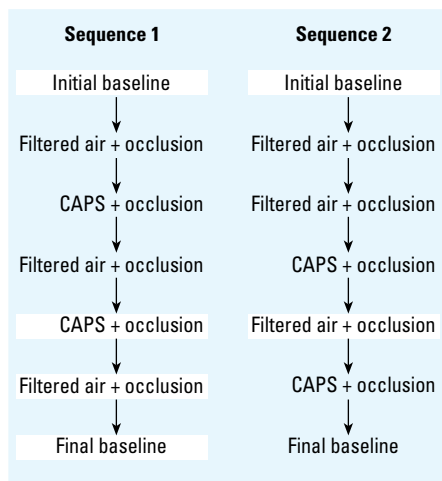 Sequence 1
Initial baseline
Filtered air + occlusion
CAPS + occlusion
Filtered air + occlusion
CAPS + occlusion
Filtered air + occlusion
Final baseline
Sequence 2
Initial baseline
Filtered air + occlusion
Filtered air + occlusion
CAPS + occlusion
Filtered air + occlusion
CAPS + occlusion
Final baseline